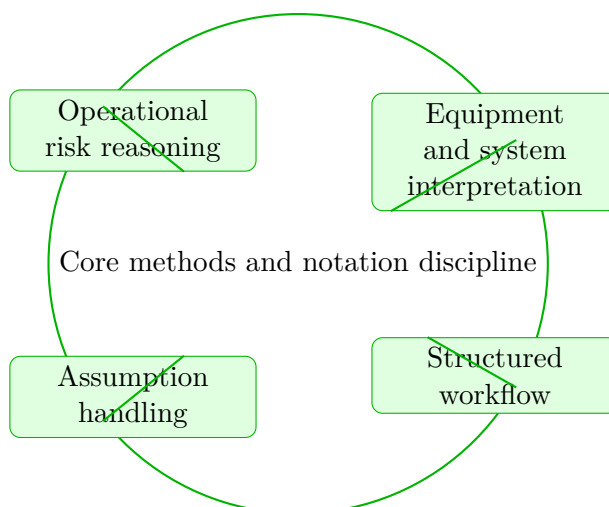 Operational
risk reasoning
Equipment
and system
interpretation
Core methods and notation discipline
Assumption
handling
Structured
workflow